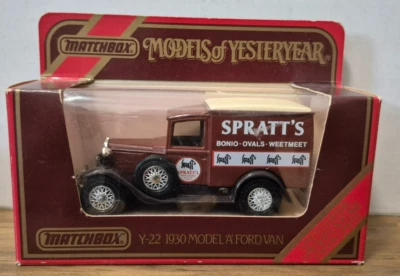 MATCHBOX
MODELS of YESTERYEAR
SPRATT'S
BONIO-OVALS-WEETMEET
SPRATT'S
MATCHBOX
Y-22 1930 MODEL 'A' FORD VAN